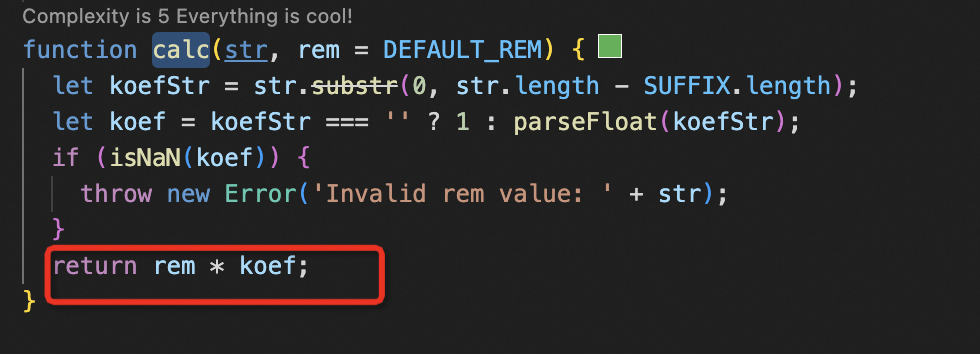 Complexity is 5 Everything is cool!
function calc(str, rem = DEFAULT_REM) {
let koefStr = str.substr(0, str.length - SUFFIX.length);
let koef = koefStr === '' ? 1 : parseFloat(koefStr);
if (isNaN(koef)) {
throw new Error('Invalid rem value: ' + str);
}
return rem * koef;
}